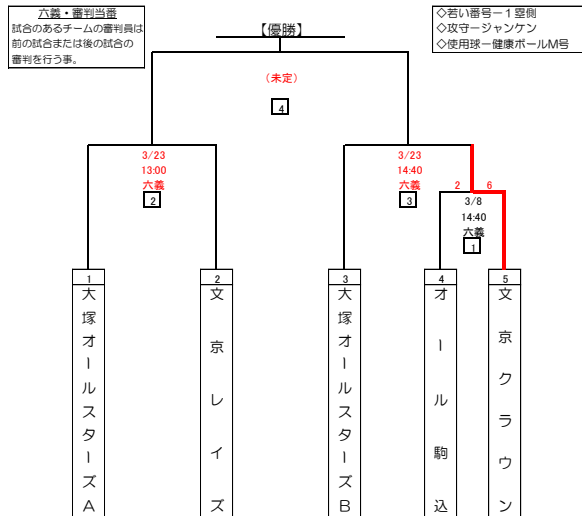 六義・審判当番
試合のあるチームの審判員は
前の試合または後の試合の
審判を行う事。
【優勝】
◇若い番号ー１塁側
◇攻守ージャンケン
◇使用球ー健康ボールM号
(未定)
4
3/23
13:00
六義
2
3/23
14:40
六義
3
2
6
3/8
14:40
六義
1
1
大塚オールスターズA
2
文京レイズ
3
大塚オールスターズB
4
オール駒込
5
文京クラウン